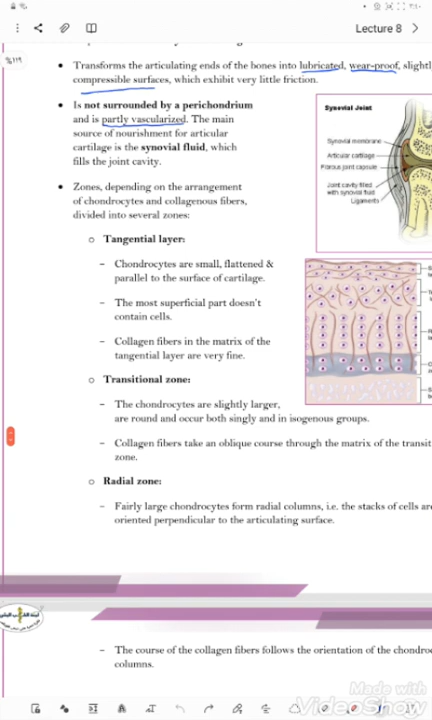 Lecture 8
%119
Transforms the articulating ends of the bones into lubricated, wear-proof, slightl
compressible surfaces, which exhibit very little friction.
Is not surrounded by a perichondrium
and is partly vascularized. The main
source of nourishment for articular
cartilage is the synovial fluid, which
fills the joint cavity.
Synovial Joint
Synovial membrane
Articular cartilage
Fibrous joint capsule
Joint cavity filled
with synovial fluid
Ligaments
Zones, depending on the arrangement
of chondrocytes and collagenous fibers,
divided into several zones:
Tangential layer:
- Chondrocytes are small, flattened &
parallel to the surface of cartilage.
- The most superficial part doesn't
contain cells.
- Collagen fibers in the matrix of the
tangential layer are very fine.
Transitional zone:
- The chondrocytes are slightly larger,
are round and occur both singly and in isogenous groups.
- Collagen fibers take an oblique course through the matrix of the transit
zone.
Radial zone:
- Fairly large chondrocytes form radial columns, i.e. the stacks of cells are
oriented perpendicular to the articulating surface.
- The course of the collagen fibers follows the orientation of the chondro
columns.
Made with
VideoShow